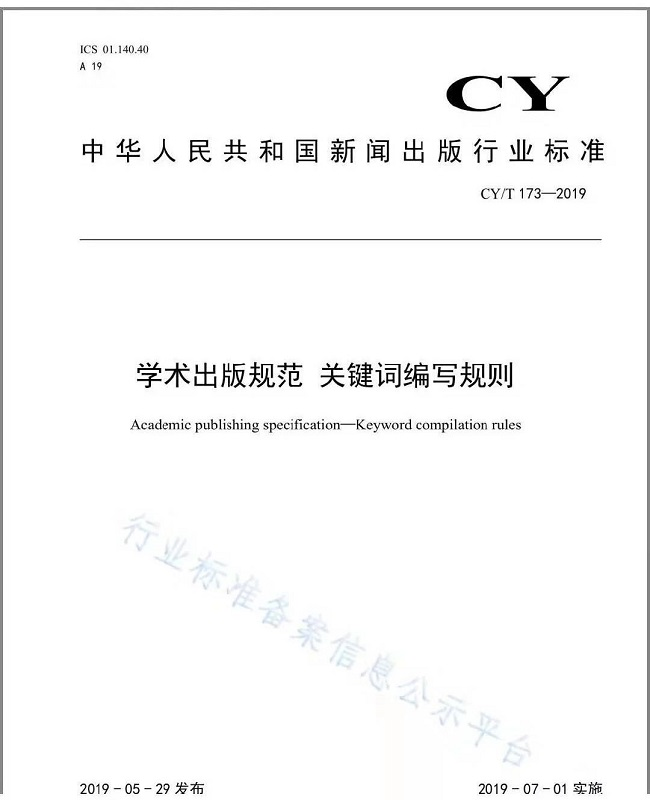 ICS 01.140.40
A 19
CY
中华人民共和国新闻出版行业标准
CY/T 173—2019
学术出版规范 关键词编写规则
Academic publishing specification—Keyword compilation rules
行业标准备案信息公示平台
2019-05-29 发布
2019-07-01 实施